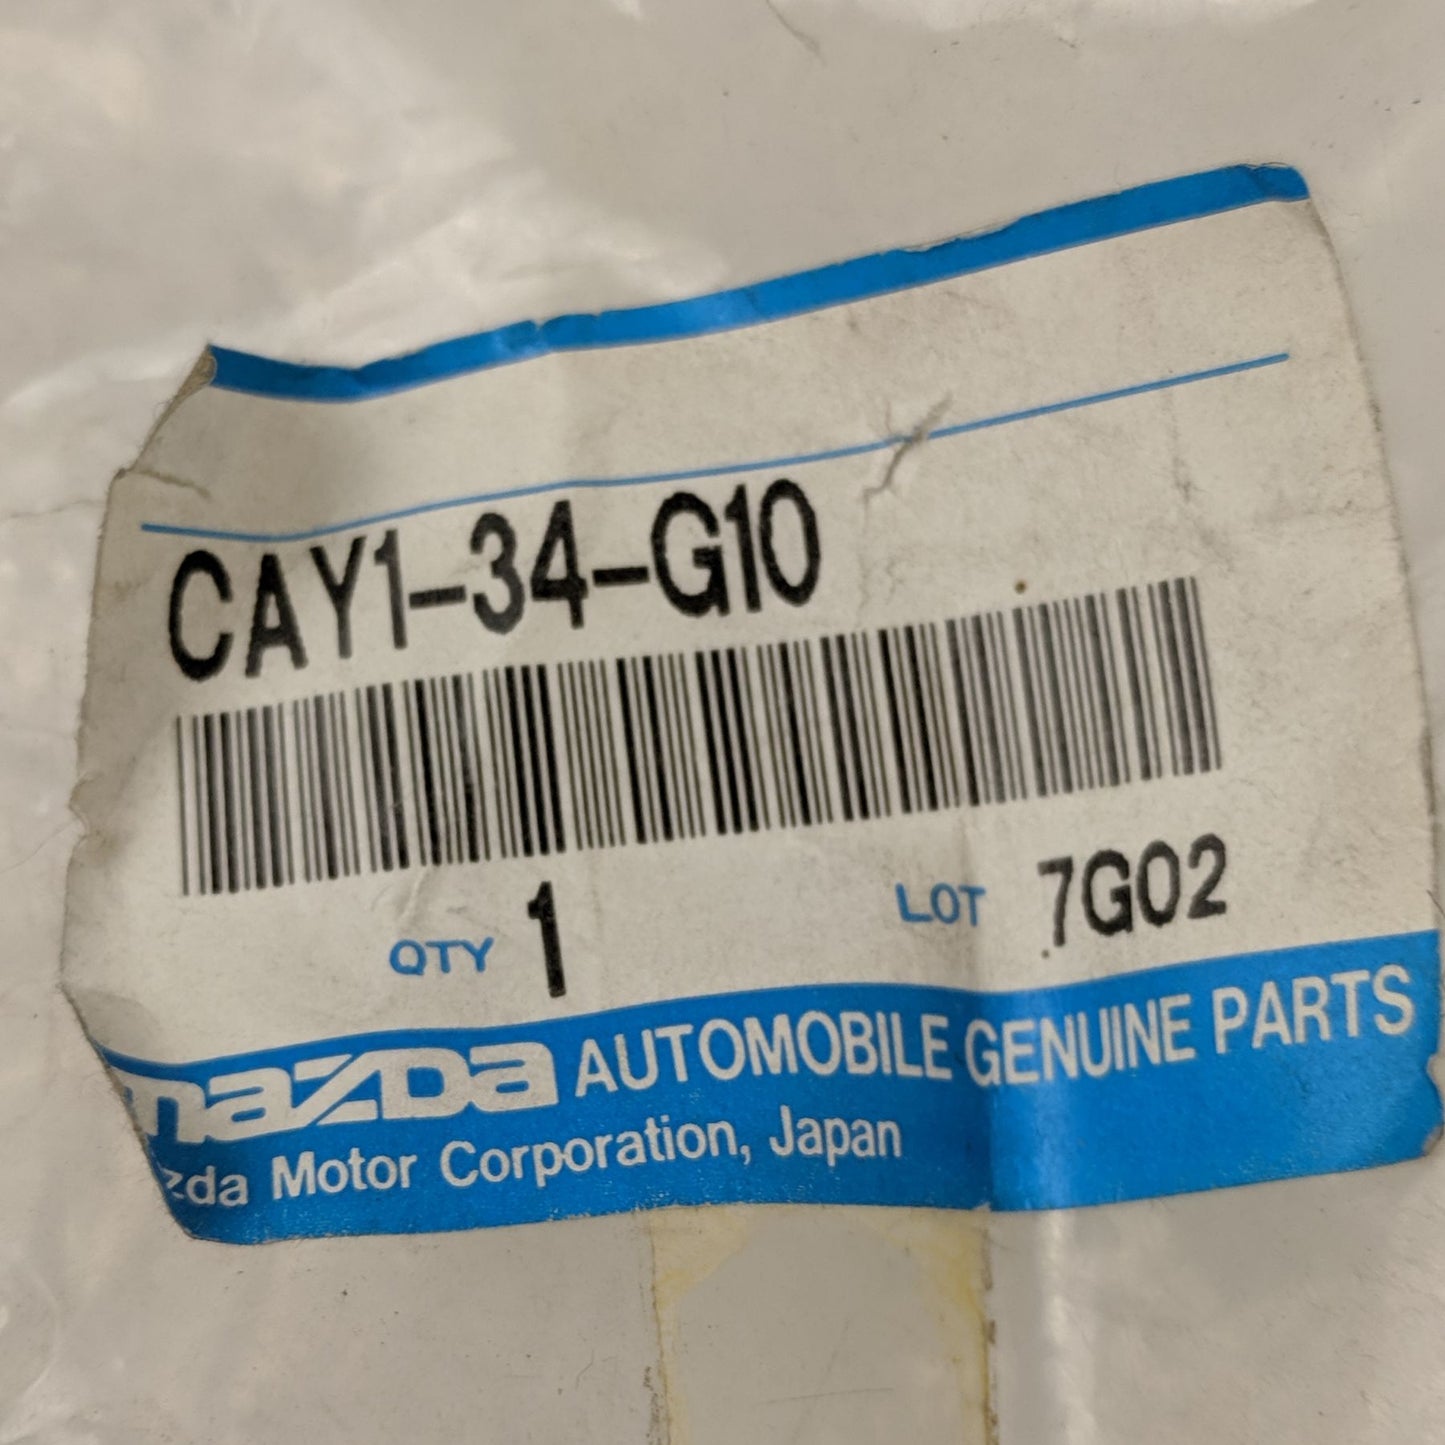 CAY1-34-G10
QTY 1 LOT 7G02
mazda AUTOMOBILE GENUINE PARTS
zda Motor Corporation, Japan